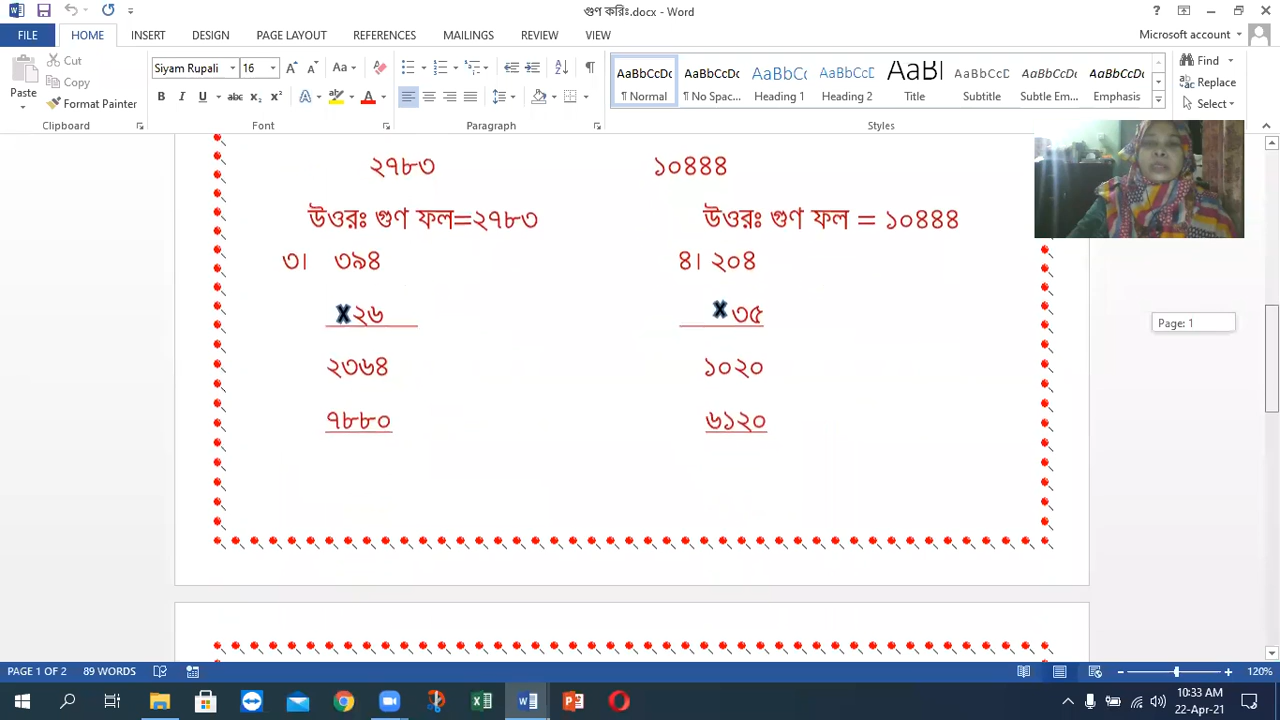 গুণ করিঃ.docx - Word
FILE HOME INSERT DESIGN PAGE LAYOUT REFERENCES MAILINGS REVIEW VIEW Microsoft account
Cut
Copy
Format Painter
Paste
Siyam Rupali 16
AaBbCcDc AaBbCcDc AaBbCc AaBbCcC AaBl AaBbCcD AaBbCcDc AaBbCcDc
¶ Normal ¶ No Spac... Heading 1 Heading 2 Title Subtitle Subtle Em... Emphasis
Find
Replace
Select
Clipboard Font Paragraph Styles
২৭৮৩ ১০৪৪৪
উওরঃ গুণ ফল=২৭৮৩ উওরঃ গুণ ফল = ১০৪৪৪
৩। ৩৯৪ ৪। ২০৪
x ২৬ x ৩৫
২৩৬৪ ১০২০
৭৮৮০ ৬১২০
Page: 1
PAGE 1 OF 2 89 WORDS 120%
10:33 AM
22-Apr-21